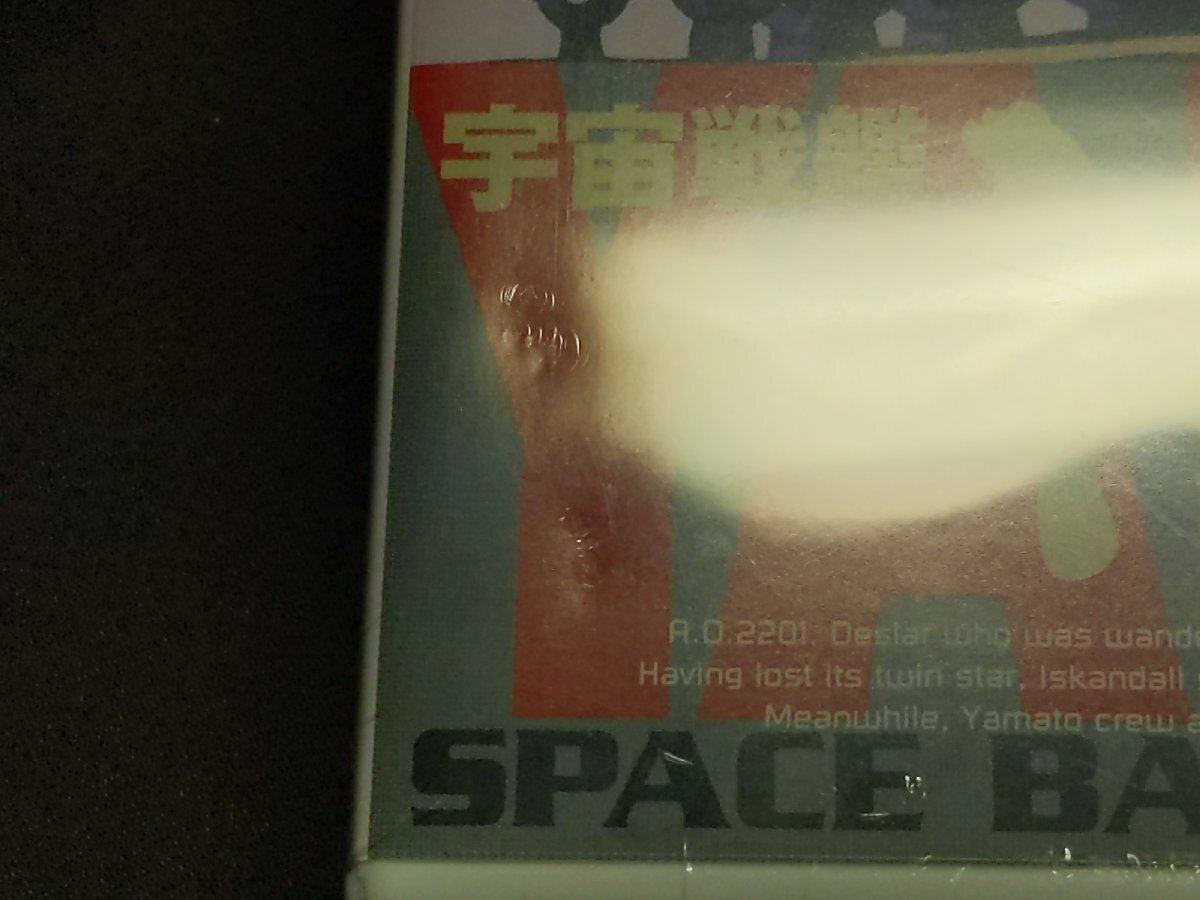 宇宙戦艦
A.D.2201. Deslar who was wand
Having lost its twin star, Iskandall
Meanwhile, Yamato crew a
SPACE BA